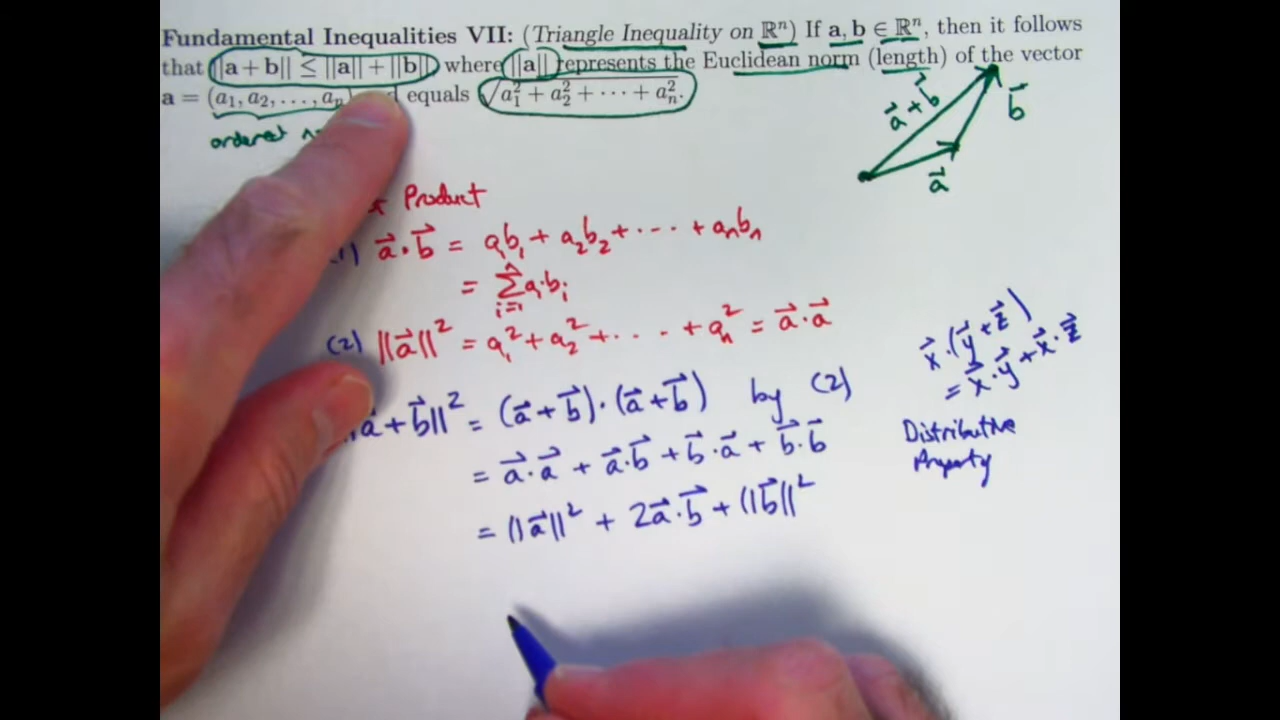 Fundamental Inequalities VII: (Triangle Inequality on ℝⁿ) If a, b ∈ ℝⁿ, then it follows
that ||a + b|| ≤ ||a|| + ||b|| where ||a|| represents the Euclidean norm (length) of the vector
a = (a₁, a₂, …, aₙ) equals √(a₁² + a₂² + ⋯ + aₙ²).
ordered
a⃗ + b⃗
b⃗
a⃗
Product
(1) a⃗ · b⃗ = a₁b₁ + a₂b₂ + ⋯ + aₙbₙ
= ∑ᵢ₌₁ⁿ aᵢbᵢ
(2) ||a⃗||² = a₁² + a₂² + ⋯ + aₙ² = a⃗ · a⃗
a⃗ + b⃗||² = (a⃗ + b⃗) · (a⃗ + b⃗) by (2)
= a⃗ · a⃗ + a⃗ · b⃗ + b⃗ · a⃗ + b⃗ · b⃗
= ||a⃗||² + 2a⃗ · b⃗ + ||b⃗||²
x⃗ · (y⃗ + z⃗)
= x⃗ · y⃗ + x⃗ · z⃗
Distributive
Property